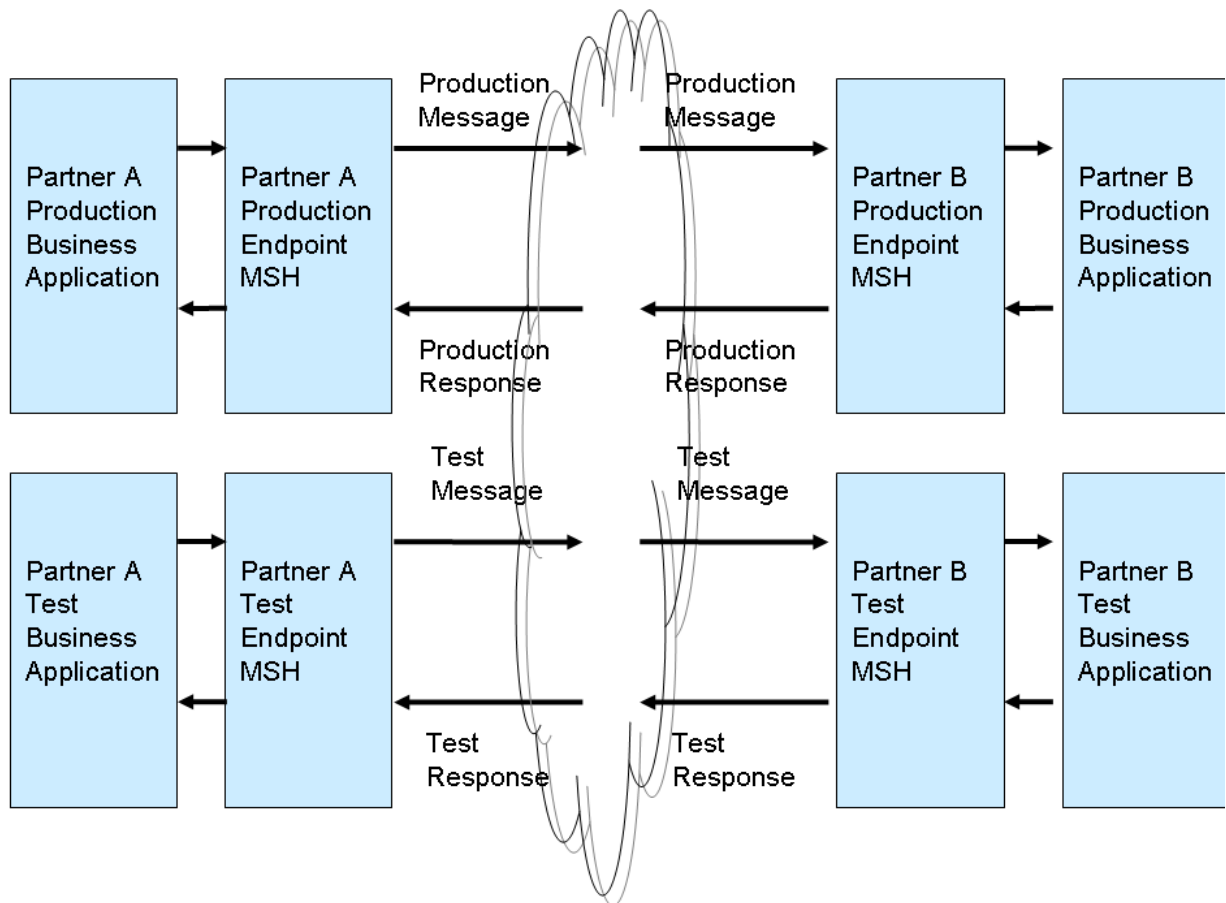 Production
Message
Production
Message
Partner A
Production
Business
Application
Partner A
Production
Endpoint
MSH
Partner B
Production
Endpoint
MSH
Partner B
Production
Business
Application
Production
Response
Production
Response
Test
Message
Test
Message
Partner A
Test
Business
Application
Partner A
Test
Endpoint
MSH
Partner B
Test
Endpoint
MSH
Partner B
Test
Business
Application
Test
Response
Test
Response